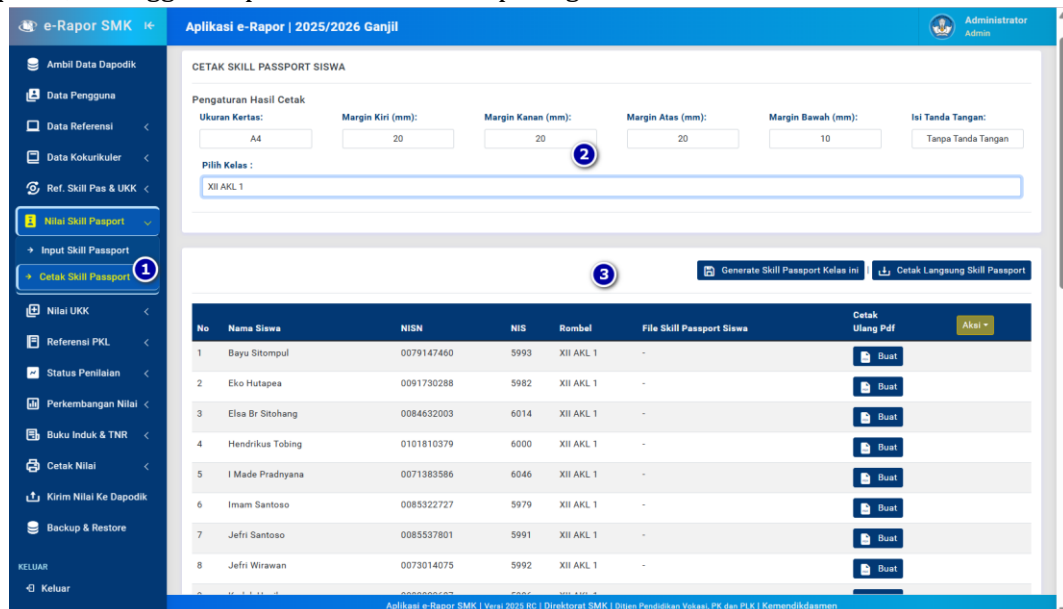 e-Rapor SMK
Aplikasi e-Rapor | 2025/2026 Ganjil
Administrator
Admin
Ambil Data Dapodik
Data Pengguna
Data Referensi
Data Kokurikuler
Ref. Skill Pas & UKK
Nilai Skill Pasport
Input Skill Passport
Cetak Skill Passport
1
Nilai UKK
Referensi PKL
Status Penilaian
Perkembangan Nilai
Buku Induk & TNR
Cetak Nilai
Kirim Nilai Ke Dapodik
Backup & Restore
KELUAR
Keluar
CETAK SKILL PASSPORT SISWA
Pengaturan Hasil Cetak
Ukuran Kertas: Margin Kiri (mm): Margin Kanan (mm): Margin Atas (mm): Margin Bawah (mm): Isi Tanda Tangan:
A4 20 20 20 10 Tanpa Tanda Tangan
2
Pilih Kelas :
XII AKL 1
3
Generate Skill Passport Kelas ini | Cetak Langsung Skill Passport
No Nama Siswa NISN NIS Rombel File Skill Passport Siswa Cetak Ulang Pdf Aksi
1 Bayu Sitompul 0079147460 5993 XII AKL 1 - Buat
2 Eko Hutapea 0091730288 5982 XII AKL 1 - Buat
3 Elsa Br Sitohang 0084632003 6014 XII AKL 1 - Buat
4 Hendrikus Tobing 0101810379 6000 XII AKL 1 - Buat
5 I Made Pradnyana 0071383586 6046 XII AKL 1 - Buat
6 Imam Santoso 0085322727 5979 XII AKL 1 - Buat
7 Jefri Santoso 0085537801 5991 XII AKL 1 - Buat
8 Jefri Wirawan 0073014075 5992 XII AKL 1 - Buat
Aplikasi e-Rapor SMK | Versi 2025 RC | Direktorat SMK | Ditjen Pendidikan Vokasi, PK dan PLK | Kemendikdasmen